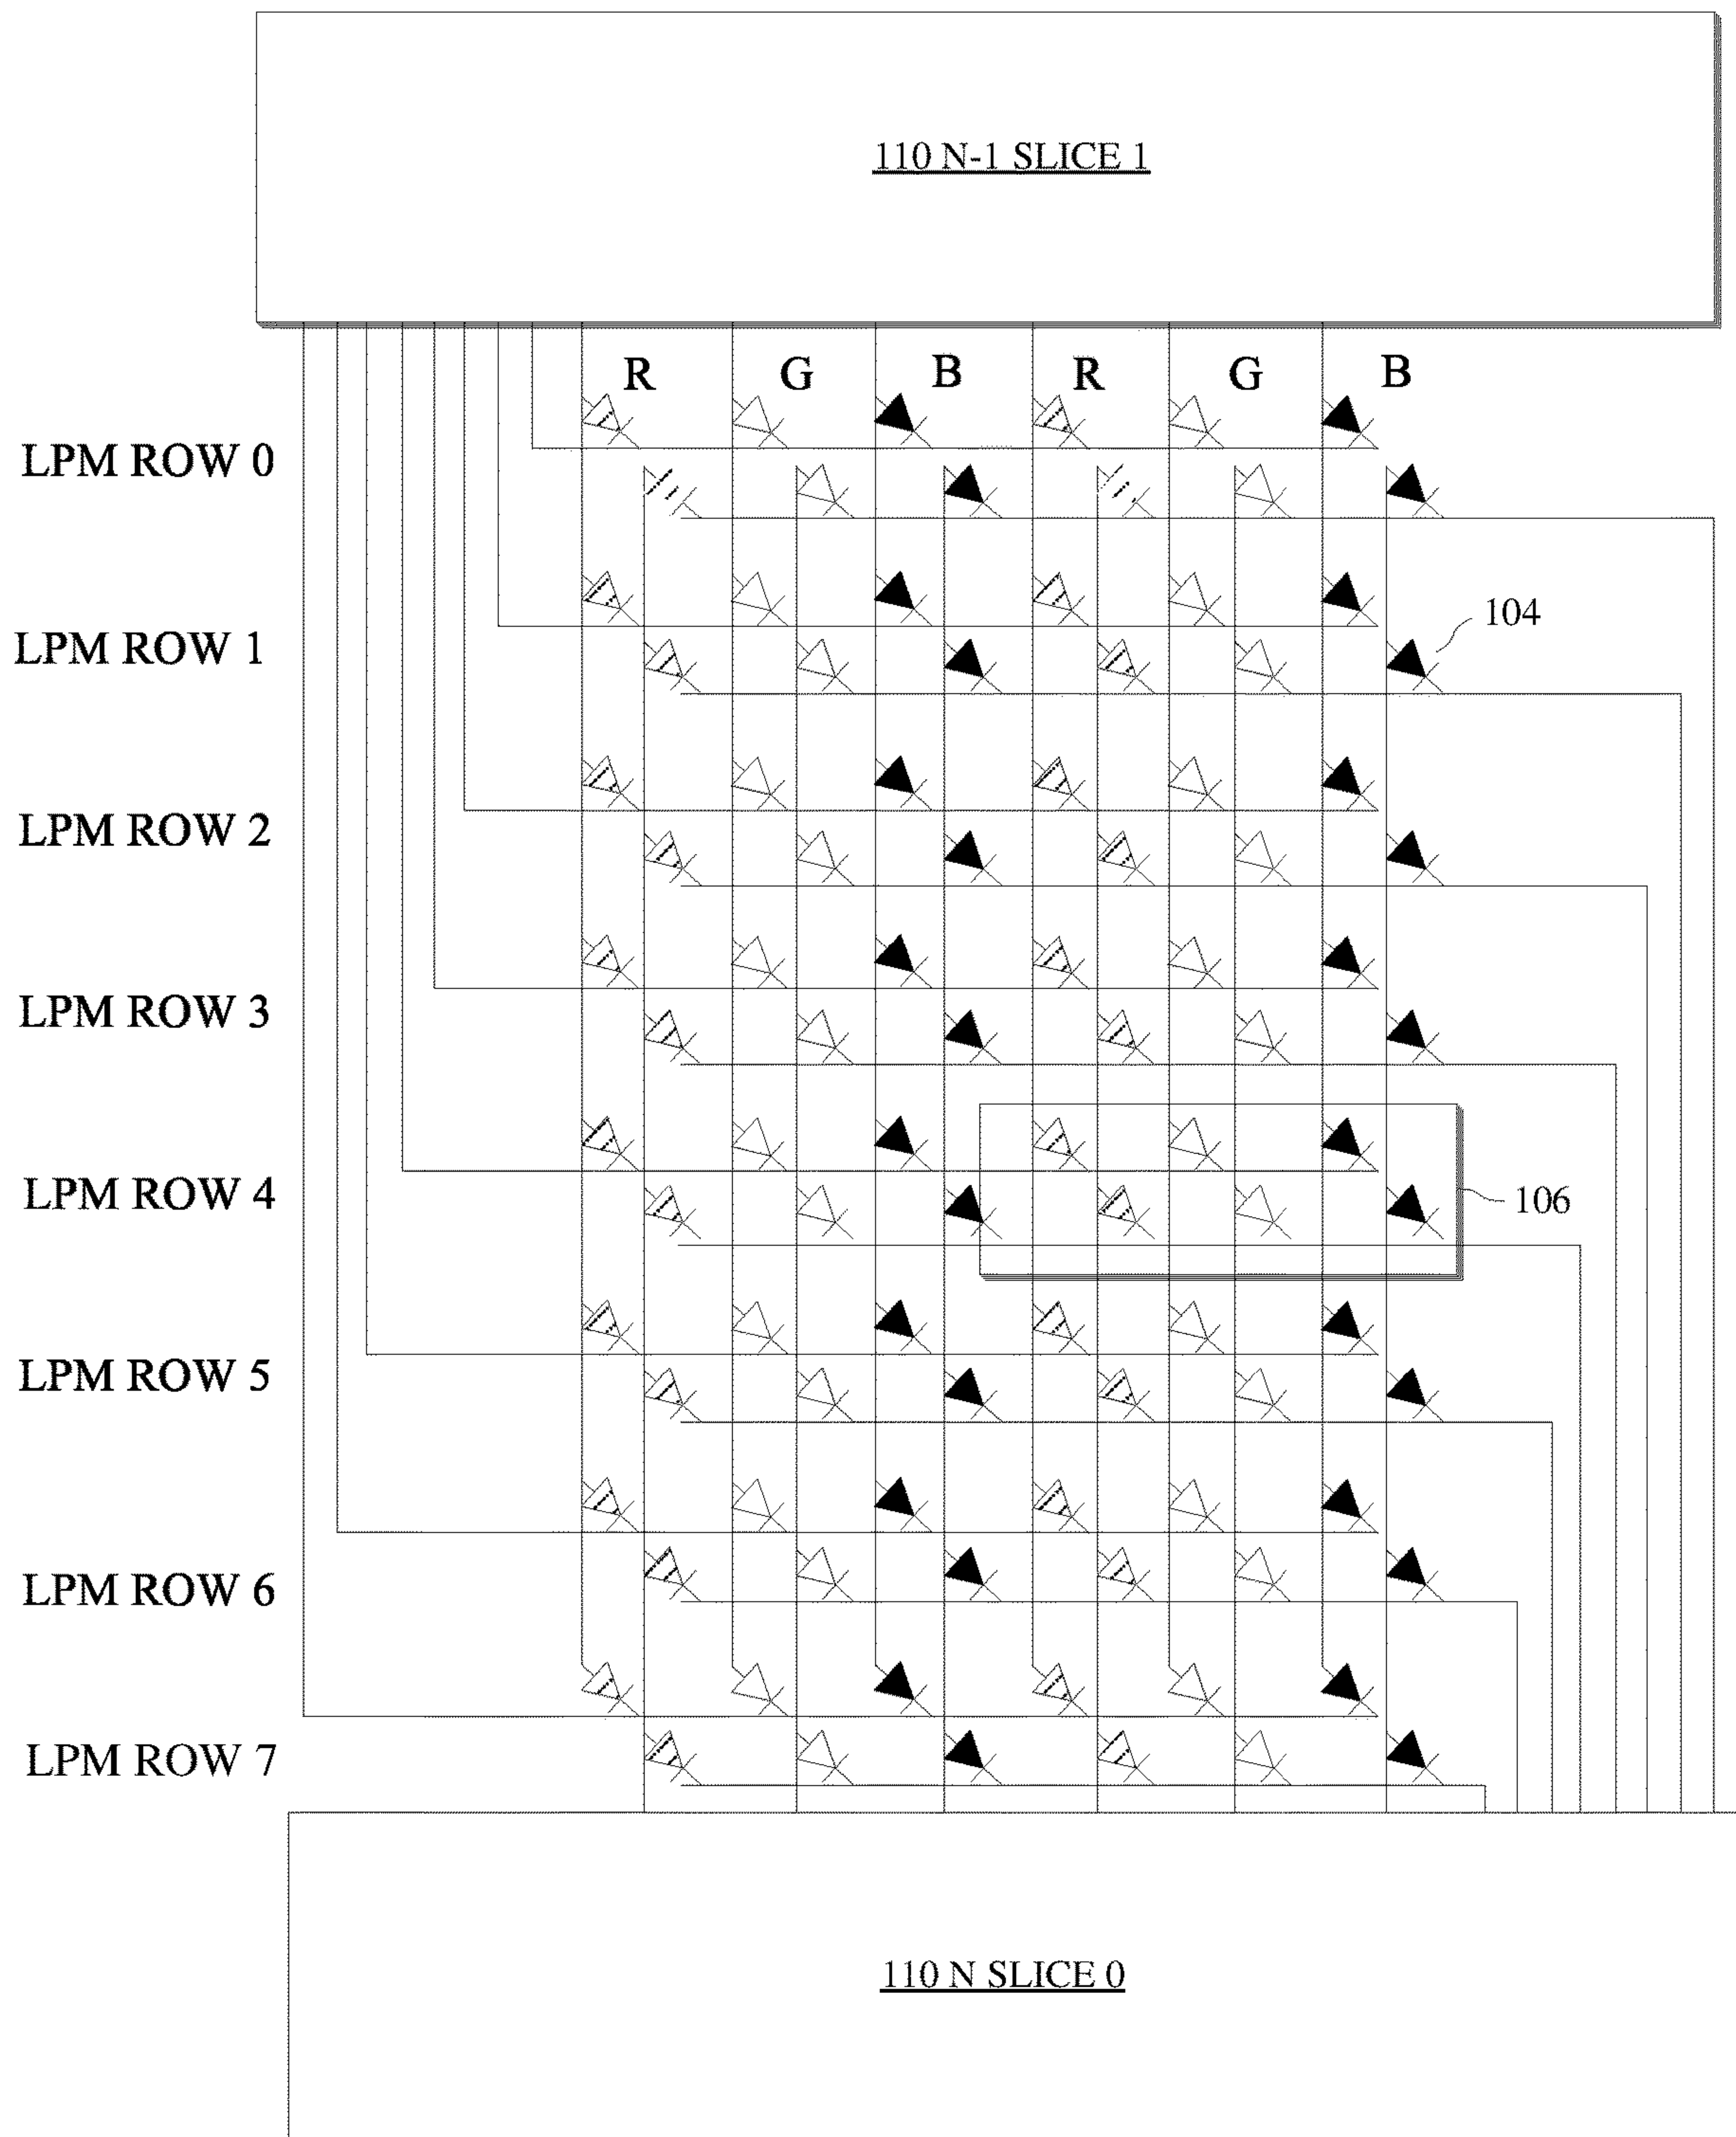 110 N-1 SLICE 1
R G B R G B
LPM ROW 0
104
LPM ROW 1
LPM ROW 2
LPM ROW 3
LPM ROW 4
106
LPM ROW 5
LPM ROW 6
LPM ROW 7
110 N SLICE 0